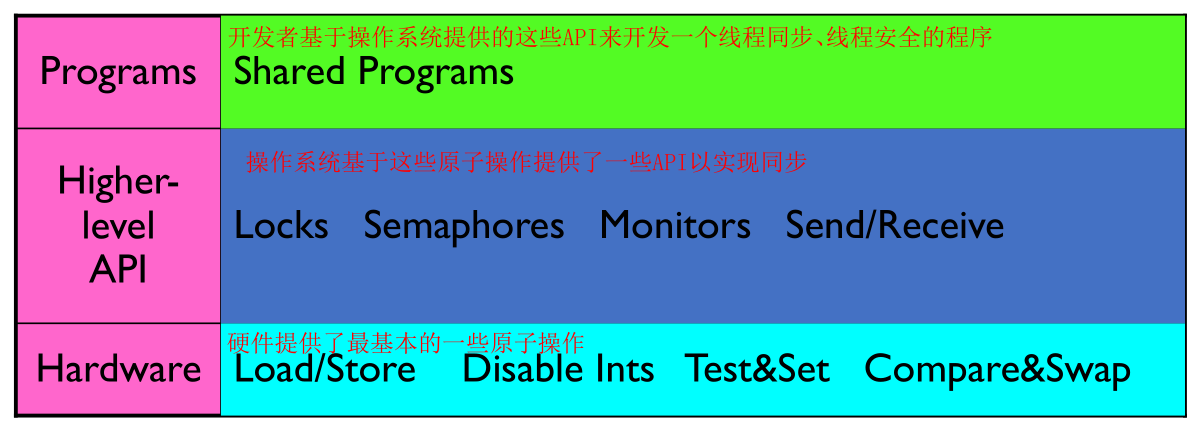 Programs
开发者基于操作系统提供的这些API来开发一个线程同步、线程安全的程序
Shared Programs
Higher-
level
API
操作系统基于这些原子操作提供了一些API以实现同步
Locks Semaphores Monitors Send/Receive
Hardware
硬件提供了最基本的一些原子操作
Load/Store Disable Ints Test&Set Compare&Swap